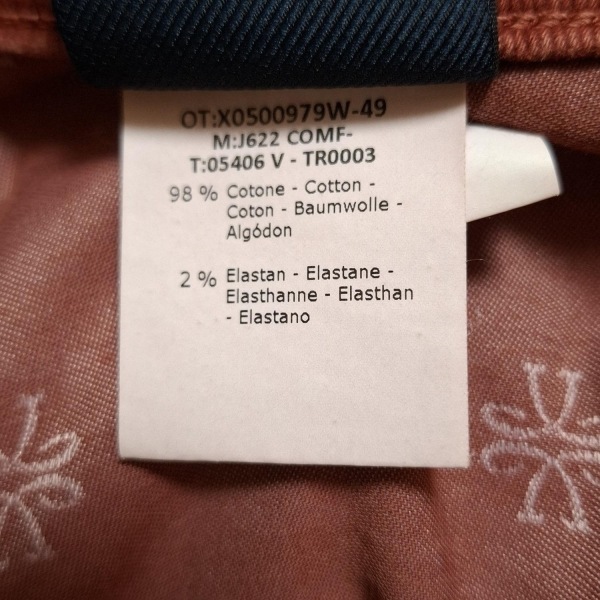 OT:X0500979W-49
M:J622 COMF-
T:05406 V - TR0003
98 % Cotone - Cotton -
Coton - Baumwolle -
Algódon
2 % Elastan - Elastane -
Elasthanne - Elasthan
- Elastano